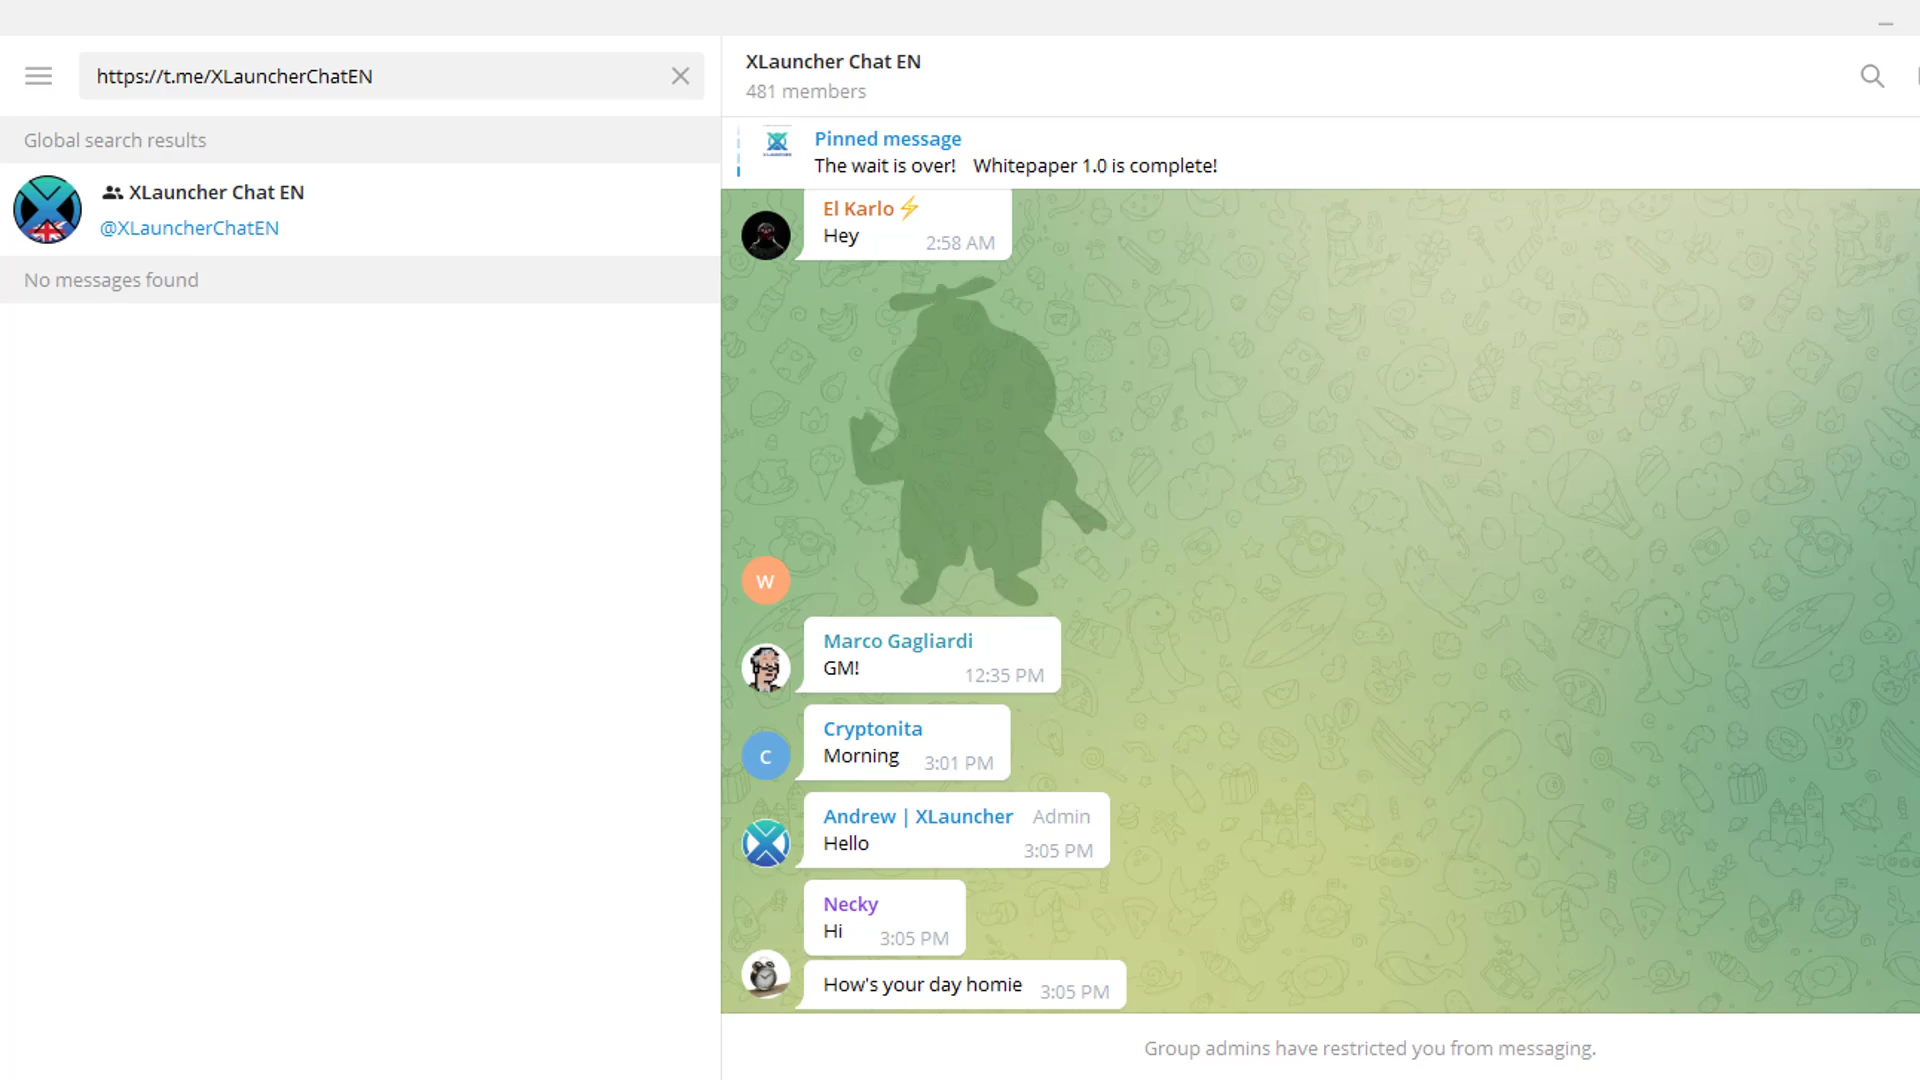 https://t.me/XLauncherChatEN
Global search results
XLauncher Chat EN
@XLauncherChatEN
No messages found
XLauncher Chat EN
481 members
Pinned message
The wait is over! Whitepaper 1.0 is complete!
El Karlo⚡
Hey 2:58 AM
W
Marco Gagliardi
GM! 12:35 PM
Cryptonita
C
Morning 3:01 PM
Andrew | XLauncher Admin
Hello 3:05 PM
Necky
Hi 3:05 PM
How's your day homie 3:05 PM
Group admins have restricted you from messaging.